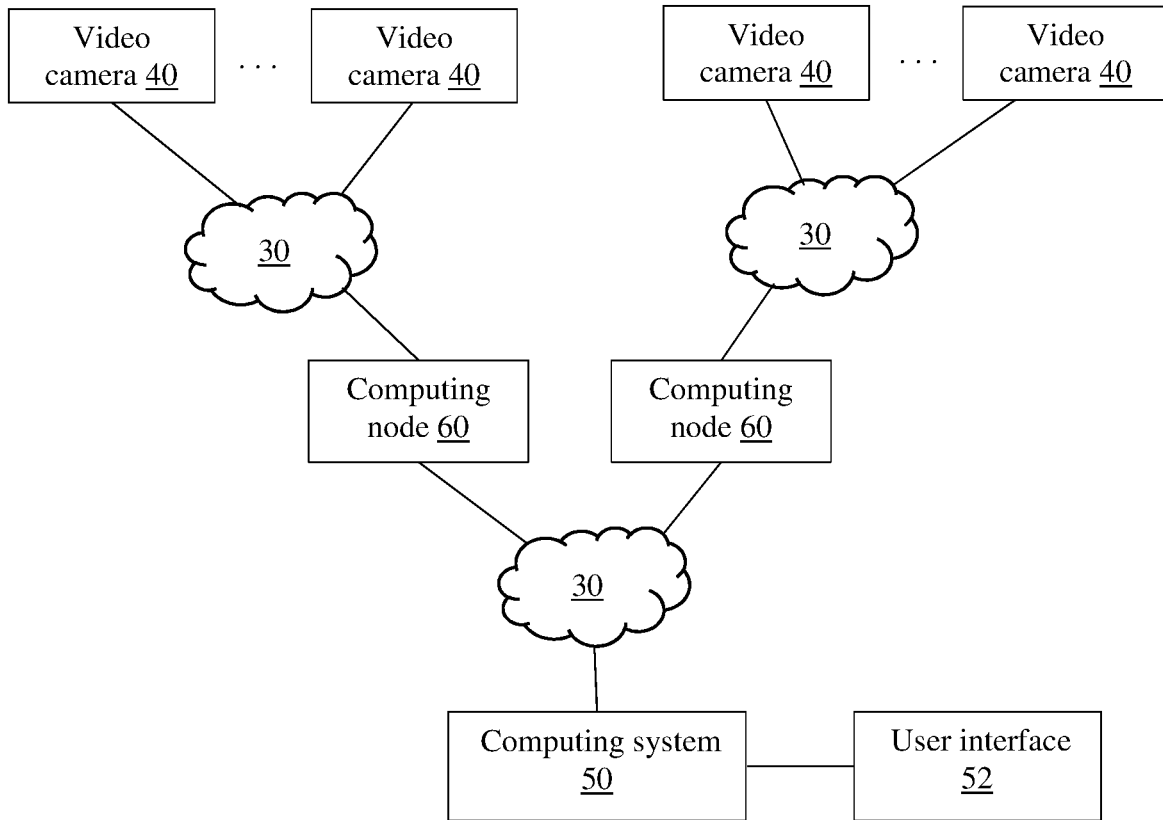 Video
camera 40
. . .
Video
camera 40
Video
camera 40
. . .
Video
camera 40
30
30
Computing
node 60
Computing
node 60
30
Computing system
50
User interface
52